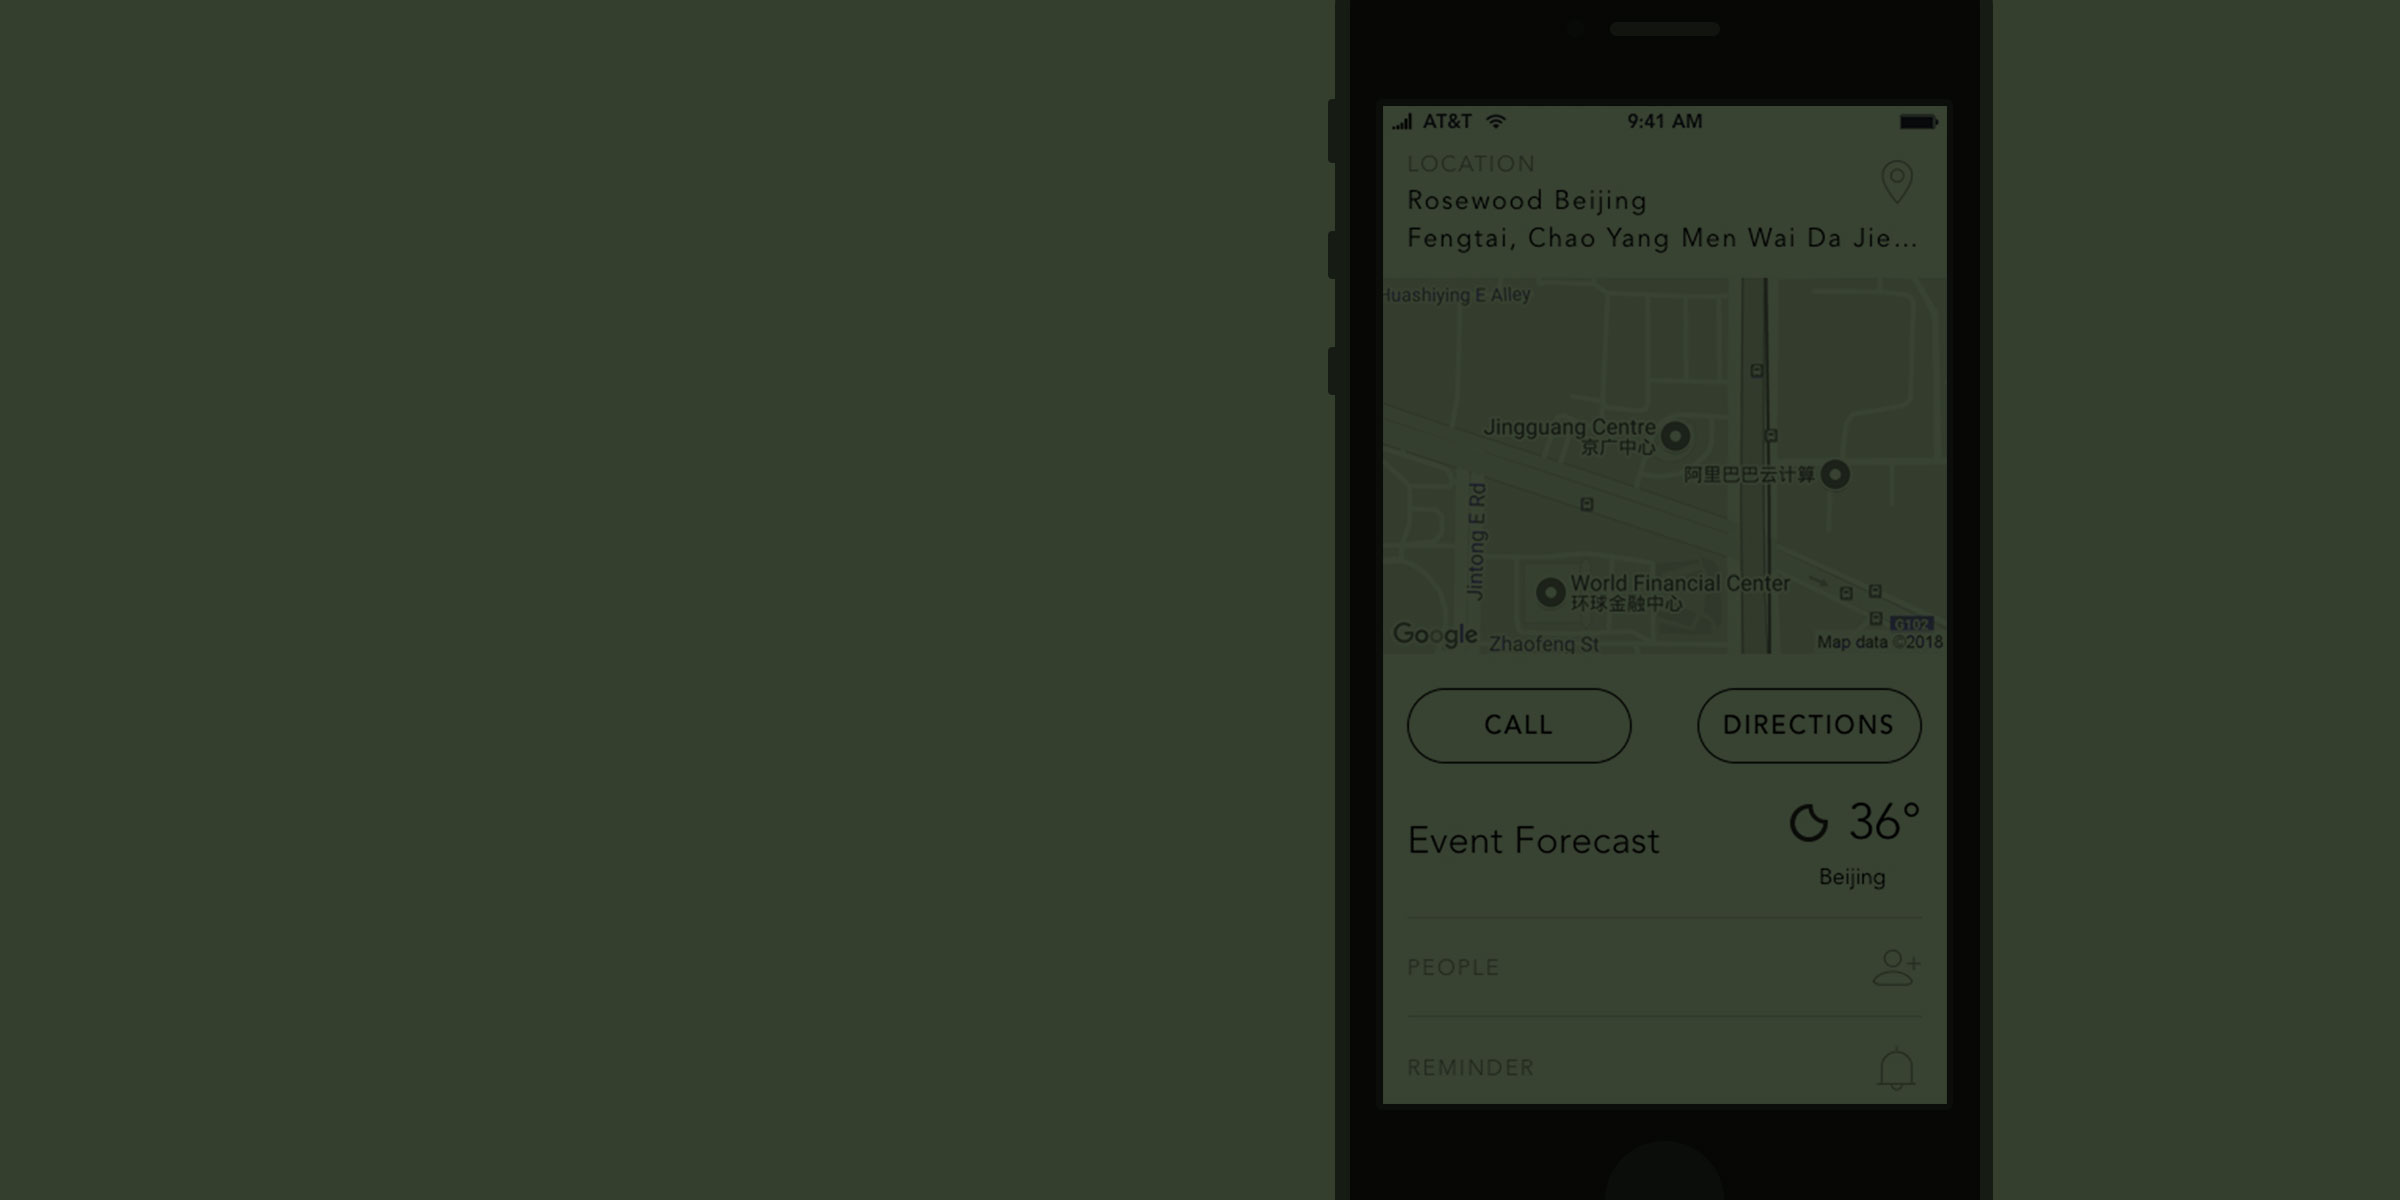 AT&T
9:41 AM
LOCATION
Rosewood Beijing
Fengtai, Chao Yang Men Wai Da Jie...
Huashiying E Alley
Jingguang Centre
京广中心
阿里巴巴云计算
Jintong E Rd
World Financial Center
环球金融中心
G102
Google
Zhaofeng St
Map data ©2018
CALL
DIRECTIONS
Event Forecast
36°
Beijing
PEOPLE
REMINDER